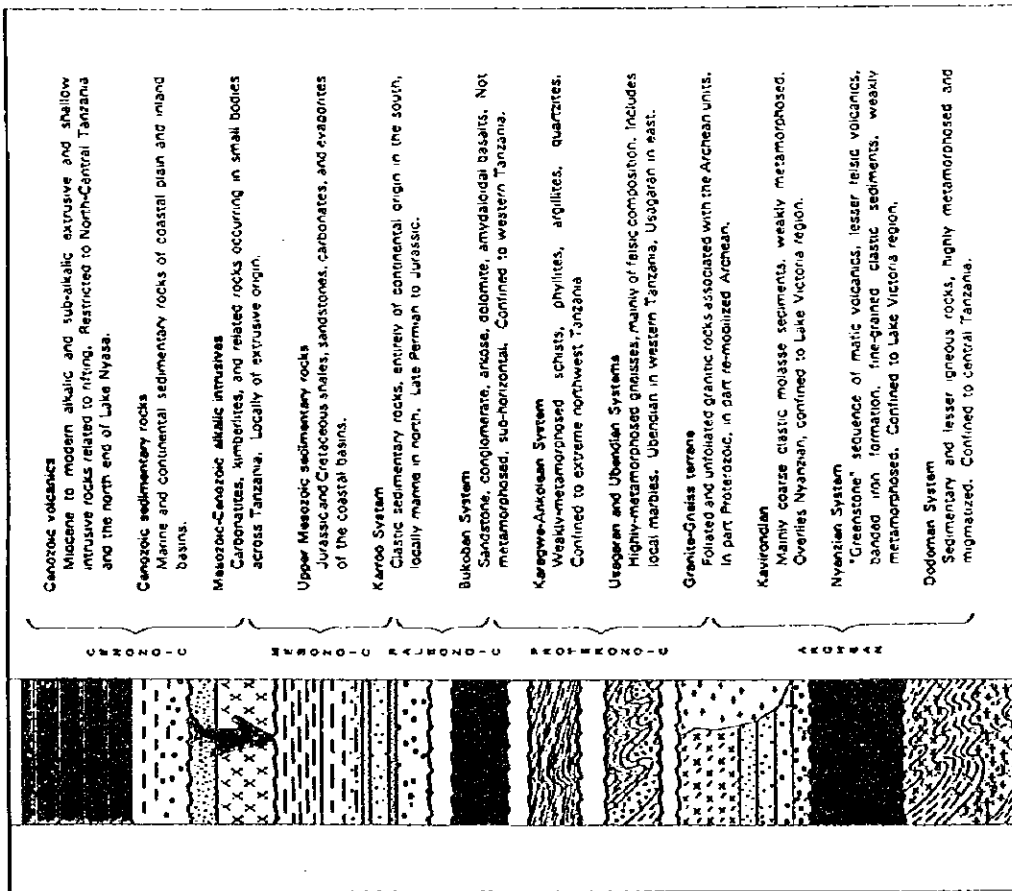 Cenozoic volcanics
Miocene to modern alkalic and sub-alkalic extrusive and shallow
intrusive rocks related to rifting. Restricted to North-Central Tanzania
and the north end of Lake Nyasa.
Cenozoic sedimentary rocks
Marine and continental sedimentary rocks of coastal plain and inland
basins.
Mesozoic-Cenozoic alkalic intrusives
Carbonatites, kimberlites, and related rocks occurring in small bodies
across Tanzania. Locally of extrusive origin.
Upper Mesozoic sedimentary rocks
Jurassic and Cretaceous shales, sandstones, carbonates, and evaporites
of the coastal basins.
Karroo System
Clastic sedimentary rocks, entirely of continental origin in the south,
locally marine in north. Late Permian to Jurassic.
Bukoban System
Sandstone, conglomerate, arkose, dolomite, amydaloidal basalts. Not
metamorphosed, sub-horizontal. Confined to western Tanzania.
Karagwe-Ankolean System
Weakly-metamorphosed schists, phyllites, argillites, quartzites.
Confined to extreme northwest Tanzania
Usagaran and Ubendian Systems
Highly-metamorphosed gneisses, mainly of felsic composition. Includes
local marbles. Ubendian in western Tanzania, Usagaran in east.
Granite-Gneiss terrane
Foliated and unfoliated granitic rocks associated with the Archean units.
In part Proterozoic, in part re-mobilized Archean.
Kavirondian
Mainly coarse clastic molasse sediments, weakly metamorphosed.
Overlies Nyanzian, confined to Lake Victoria region.
Nyanzian System
"Greenstone" sequence of mafic volcanics, lesser felsic volcanics,
banded iron formation, fine-grained clastic sediments, weakly
metamorphosed. Confined to Lake Victoria region.
Dodoman System
Sedimentary and lesser igneous rocks, highly metamorphosed and
migmatized. Confined to central Tanzania.
CENOZOIC
MESOZOIC
PALEOZOIC
PROTEROZOIC
ARCHEAN